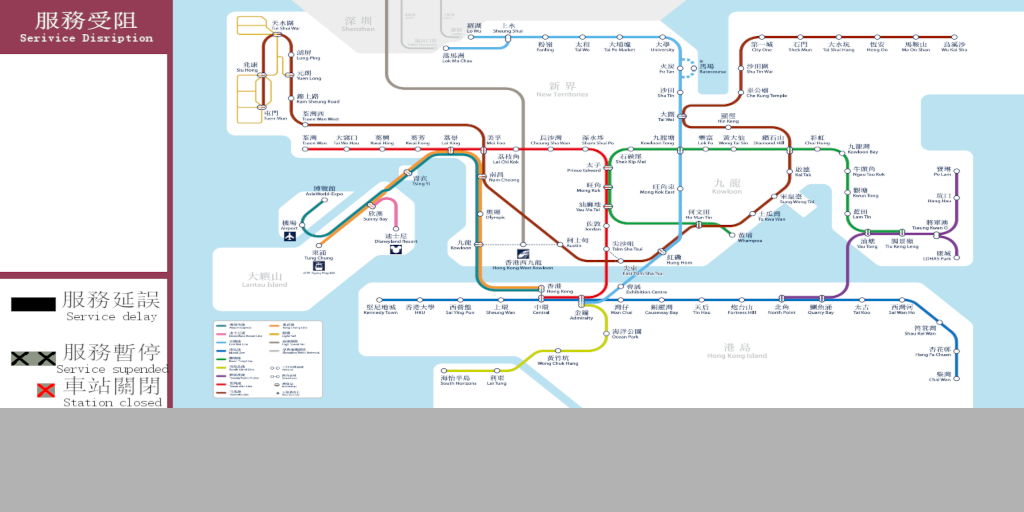 服務受阻
Serivice Disription
服務延誤
Service delay
服務暫停
Service supended
車站關閉
Station closed
深圳
Shenzhen
新界
New Territories
九龍
Kowloon
大嶼山
Lantau Island
港島
Hong Kong Island
天水圍
Tin Shui Wai
朗屏
Long Ping
兆康
Siu Hong
元朗
Yuen Long
錦上路
Kam Sheung Road
屯門
Tuen Mun
荃灣西
Tsuen Wan West
羅湖
Lo Wu
上水
Sheung Shui
落馬洲
Lok Ma Chau
粉嶺
Fanling
太和
Tai Wo
大埔墟
Tai Po Market
大學
University
火炭
Fo Tan
馬場
Racecourse
沙田
Sha Tin
大圍
Tai Wai
第一城
City One
石門
Shek Mun
大水坑
Tai Shui Hang
恆安
Heng On
馬鞍山
Ma On Shan
烏溪沙
Wu Kai Sha
沙田圍
Sha Tin Wai
車公廟
Che Kung Temple
顯徑
Hin Keng
荃灣
Tsuen Wan
大窩口
Tai Wo Hau
葵興
Kwai Hing
葵芳
Kwai Fong
荔景
Lai King
美孚
Mei Foo
荔枝角
Lai Chi Kok
長沙灣
Cheung Sha Wan
深水埗
Sham Shui Po
石硤尾
Shek Kip Mei
九龍塘
Kowloon Tong
樂富
Lok Fu
黃大仙
Wong Tai Sin
鑽石山
Diamond Hill
彩虹
Choi Hung
九龍灣
Kowloon Bay
牛頭角
Ngau Tau Kok
觀塘
Kwun Tong
藍田
Lam Tin
油塘
Yau Tong
調景嶺
Tiu Keng Leng
將軍澳
Tseung Kwan O
坑口
Hang Hau
寶琳
Po Lam
康城
LOHAS Park
啟德
Kai Tak
宋皇臺
Sung Wong Toi
土瓜灣
To Kwa Wan
何文田
Ho Man Tin
黃埔
Whampoa
紅磡
Hung Hom
太子
Prince Edward
旺角
Mong Kok
旺角東
Mong Kok East
油麻地
Yau Ma Tei
佐敦
Jordan
尖沙咀
Tsim Sha Tsui
尖東
East Tsim Sha Tsui
柯士甸
Austin
南昌
Nam Cheong
奧運
Olympic
九龍
Kowloon
香港西九龍
Hong Kong West Kowloon
青衣
Tsing Yi
博覽館
AsiaWorld-Expo
機場
Airport
東涌
Tung Chung
欣澳
Sunny Bay
迪士尼
Disneyland Resort
香港
Hong Kong
中環
Central
金鐘
Admiralty
會展
Exhibition Centre
堅尼地城
Kennedy Town
香港大學
HKU
西營盤
Sai Ying Pun
上環
Sheung Wan
灣仔
Wan Chai
銅鑼灣
Causeway Bay
天后
Tin Hau
炮台山
Fortress Hill
北角
North Point
鰂魚涌
Quarry Bay
太古
Tai Koo
西灣河
Sai Wan Ho
筲箕灣
Shau Kei Wan
杏花邨
Heng Fa Chuen
柴灣
Chai Wan
海洋公園
Ocean Park
黃竹坑
Wong Chuk Hang
利東
Lei Tung
海怡半島
South Horizons